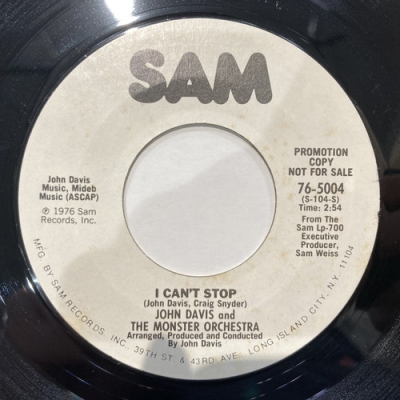 SAM
John Davis
Music, Mideb
Music (ASCAP)
℗ 1976 Sam
Records, Inc.
PROMOTION
COPY
NOT FOR SALE
76-5004
(S-104-S)
Time: 2:54
From The
Sam Lp-700
Executive
Producer,
Sam Weiss
I CAN'T STOP
(John Davis, Craig Snyder)
JOHN DAVIS and
THE MONSTER ORCHESTRA
Arranged, Produced and Conducted
By John Davis
MFG. BY SAM RECORDS, INC. 39TH ST. & 43RD AVE. LONG ISLAND CITY, N.Y. 11104